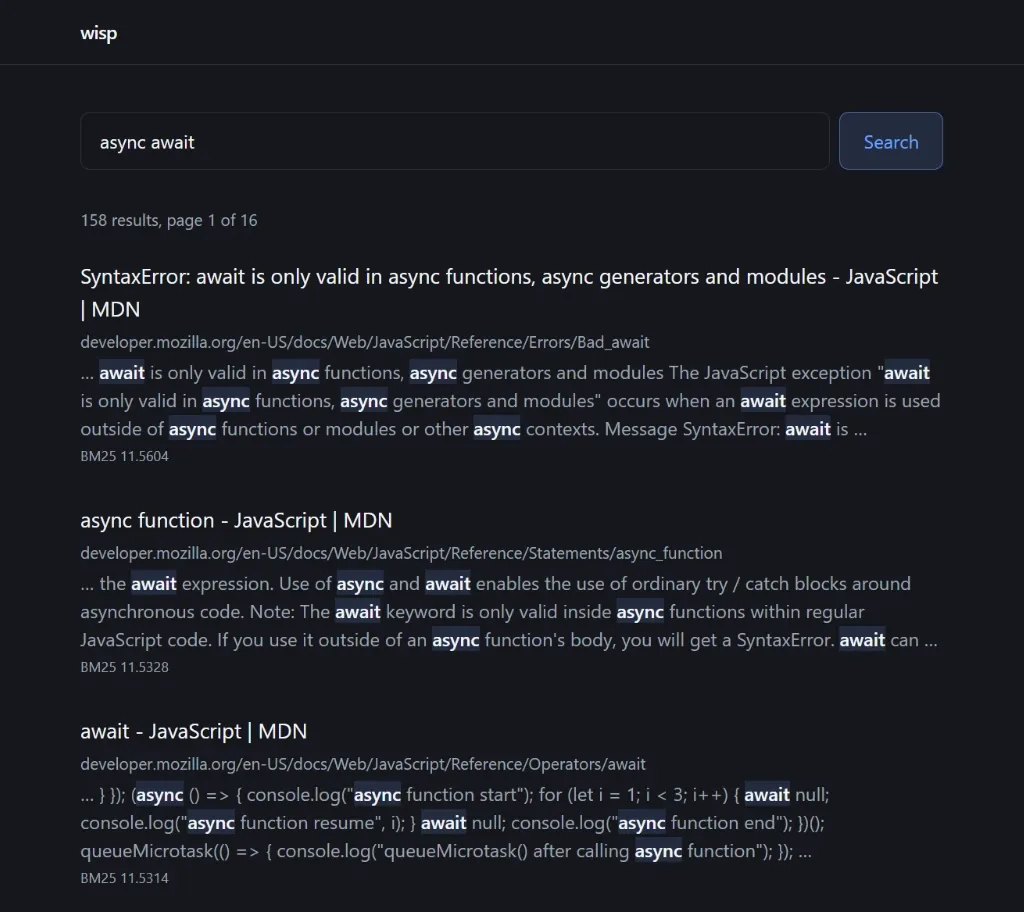 wisp
async await
Search
158 results, page 1 of 16
SyntaxError: await is only valid in async functions, async generators and modules - JavaScript
| MDN
developer.mozilla.org/en-US/docs/Web/JavaScript/Reference/Errors/Bad_await
... await is only valid in async functions, async generators and modules The JavaScript exception "await
is only valid in async functions, async generators and modules" occurs when an await expression is used
outside of async functions or modules or other async contexts. Message SyntaxError: await is ...
BM25 11.5604
async function - JavaScript | MDN
developer.mozilla.org/en-US/docs/Web/JavaScript/Reference/Statements/async_function
... the await expression. Use of async and await enables the use of ordinary try / catch blocks around
asynchronous code. Note: The await keyword is only valid inside async functions within regular
JavaScript code. If you use it outside of an async function's body, you will get a SyntaxError. await can ...
BM25 11.5328
await - JavaScript | MDN
developer.mozilla.org/en-US/docs/Web/JavaScript/Reference/Operators/await
... } }); (async () => { console.log("async function start"); for (let i = 1; i < 3; i++) { await null;
console.log("async function resume", i); } await null; console.log("async function end"); })();
queueMicrotask(() => { console.log("queueMicrotask() after calling async function"); }); ...
BM25 11.5314